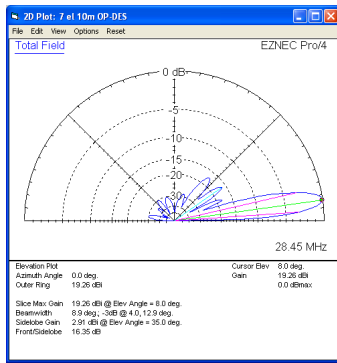 2D Plot: 7 el 10m OP-DES
File Edit View Options Reset
Total Field
EZNEC Pro/4
0 dB
-5
-10
-15
-20
-30
28.45 MHz
Elevation Plot
Azimuth Angle 0.0 deg.
Outer Ring 19.26 dBi
Cursor Elev 8.0 deg.
Gain 19.26 dBi
0.0 dBmax
Slice Max Gain 19.26 dBi @ Elev Angle = 8.0 deg.
Beamwidth 8.9 deg.; -3dB @ 4.0, 12.9 deg.
Sidelobe Gain 2.91 dBi @ Elev Angle = 35.0 deg.
Front/Sidelobe 16.35 dB